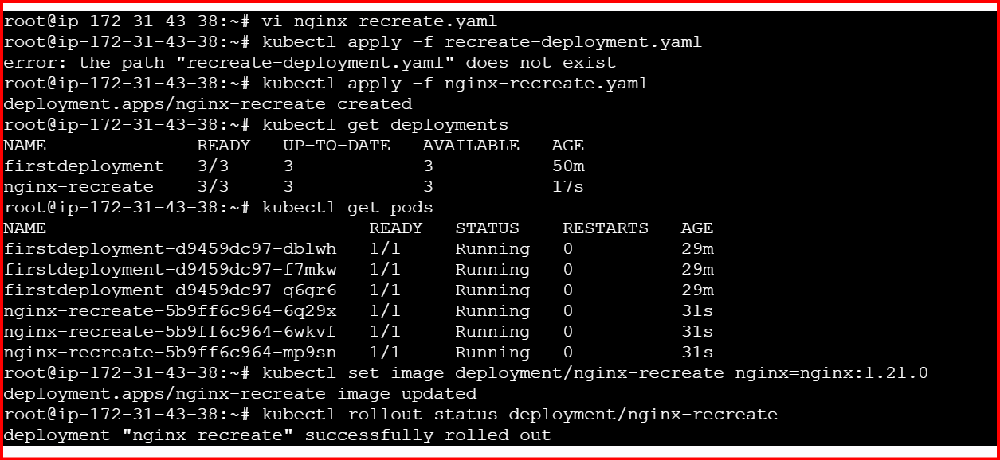 root@ip-172-31-43-38:~# vi nginx-recreate.yaml
root@ip-172-31-43-38:~# kubectl apply -f recreate-deployment.yaml
error: the path "recreate-deployment.yaml" does not exist
root@ip-172-31-43-38:~# kubectl apply -f nginx-recreate.yaml
deployment.apps/nginx-recreate created
root@ip-172-31-43-38:~# kubectl get deployments
NAME              READY   UP-TO-DATE   AVAILABLE   AGE
firstdeployment   3/3     3            3           50m
nginx-recreate    3/3     3            3           17s
root@ip-172-31-43-38:~# kubectl get pods
NAME                              READY   STATUS    RESTARTS   AGE
firstdeployment-d9459dc97-dblwh   1/1     Running   0          29m
firstdeployment-d9459dc97-f7mkw   1/1     Running   0          29m
firstdeployment-d9459dc97-q6gr6   1/1     Running   0          29m
nginx-recreate-5b9ff6c964-6q29x   1/1     Running   0          31s
nginx-recreate-5b9ff6c964-6wkvf   1/1     Running   0          31s
nginx-recreate-5b9ff6c964-mp9sn   1/1     Running   0          31s
root@ip-172-31-43-38:~# kubectl set image deployment/nginx-recreate nginx=nginx:1.21.0
deployment.apps/nginx-recreate image updated
root@ip-172-31-43-38:~# kubectl rollout status deployment/nginx-recreate
deployment "nginx-recreate" successfully rolled out